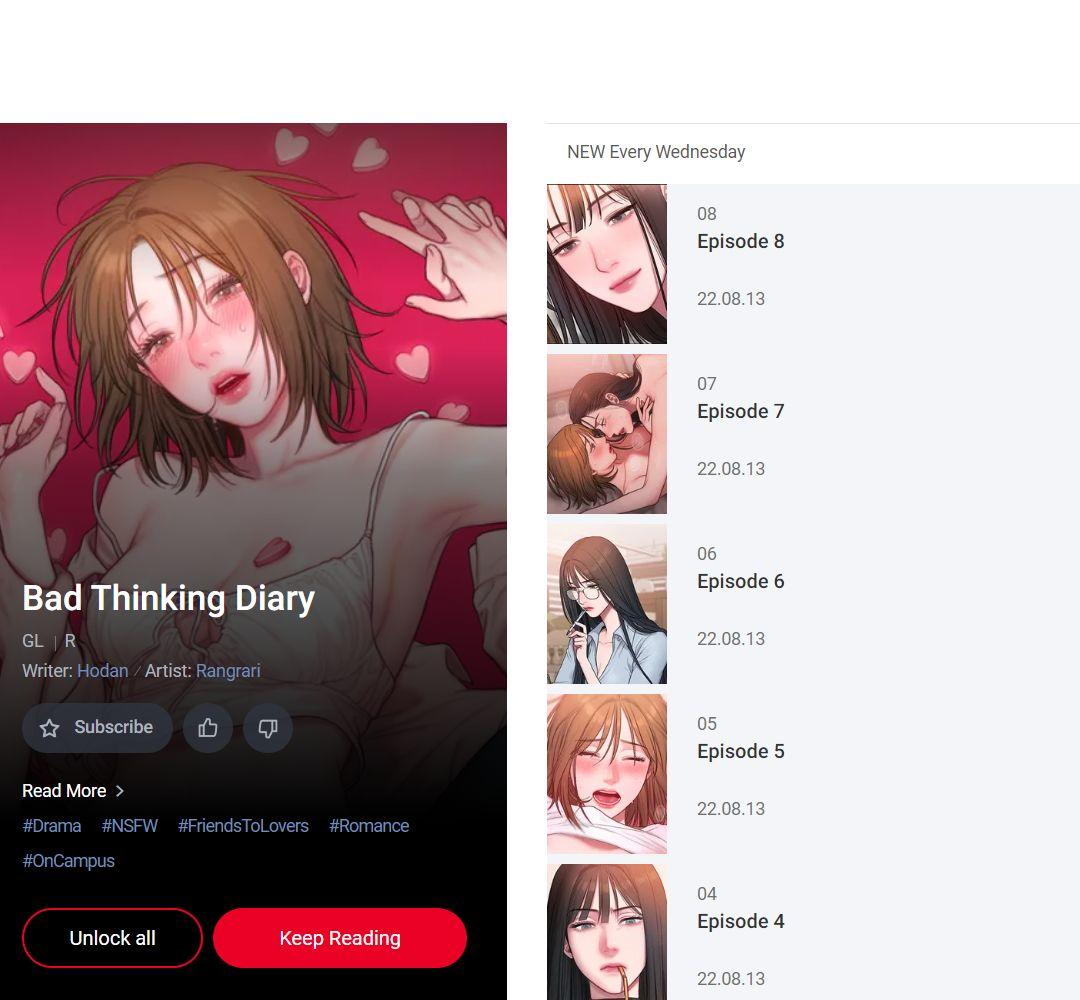 Bad Thinking Diary
GL | R
Writer: Hodan / Artist: Rangrari
Subscribe
Read More >
#Drama #NSFW #FriendsToLovers #Romance
#OnCampus
Unlock all
Keep Reading
NEW Every Wednesday
08
Episode 8
22.08.13
07
Episode 7
22.08.13
06
Episode 6
22.08.13
05
Episode 5
22.08.13
04
Episode 4
22.08.13